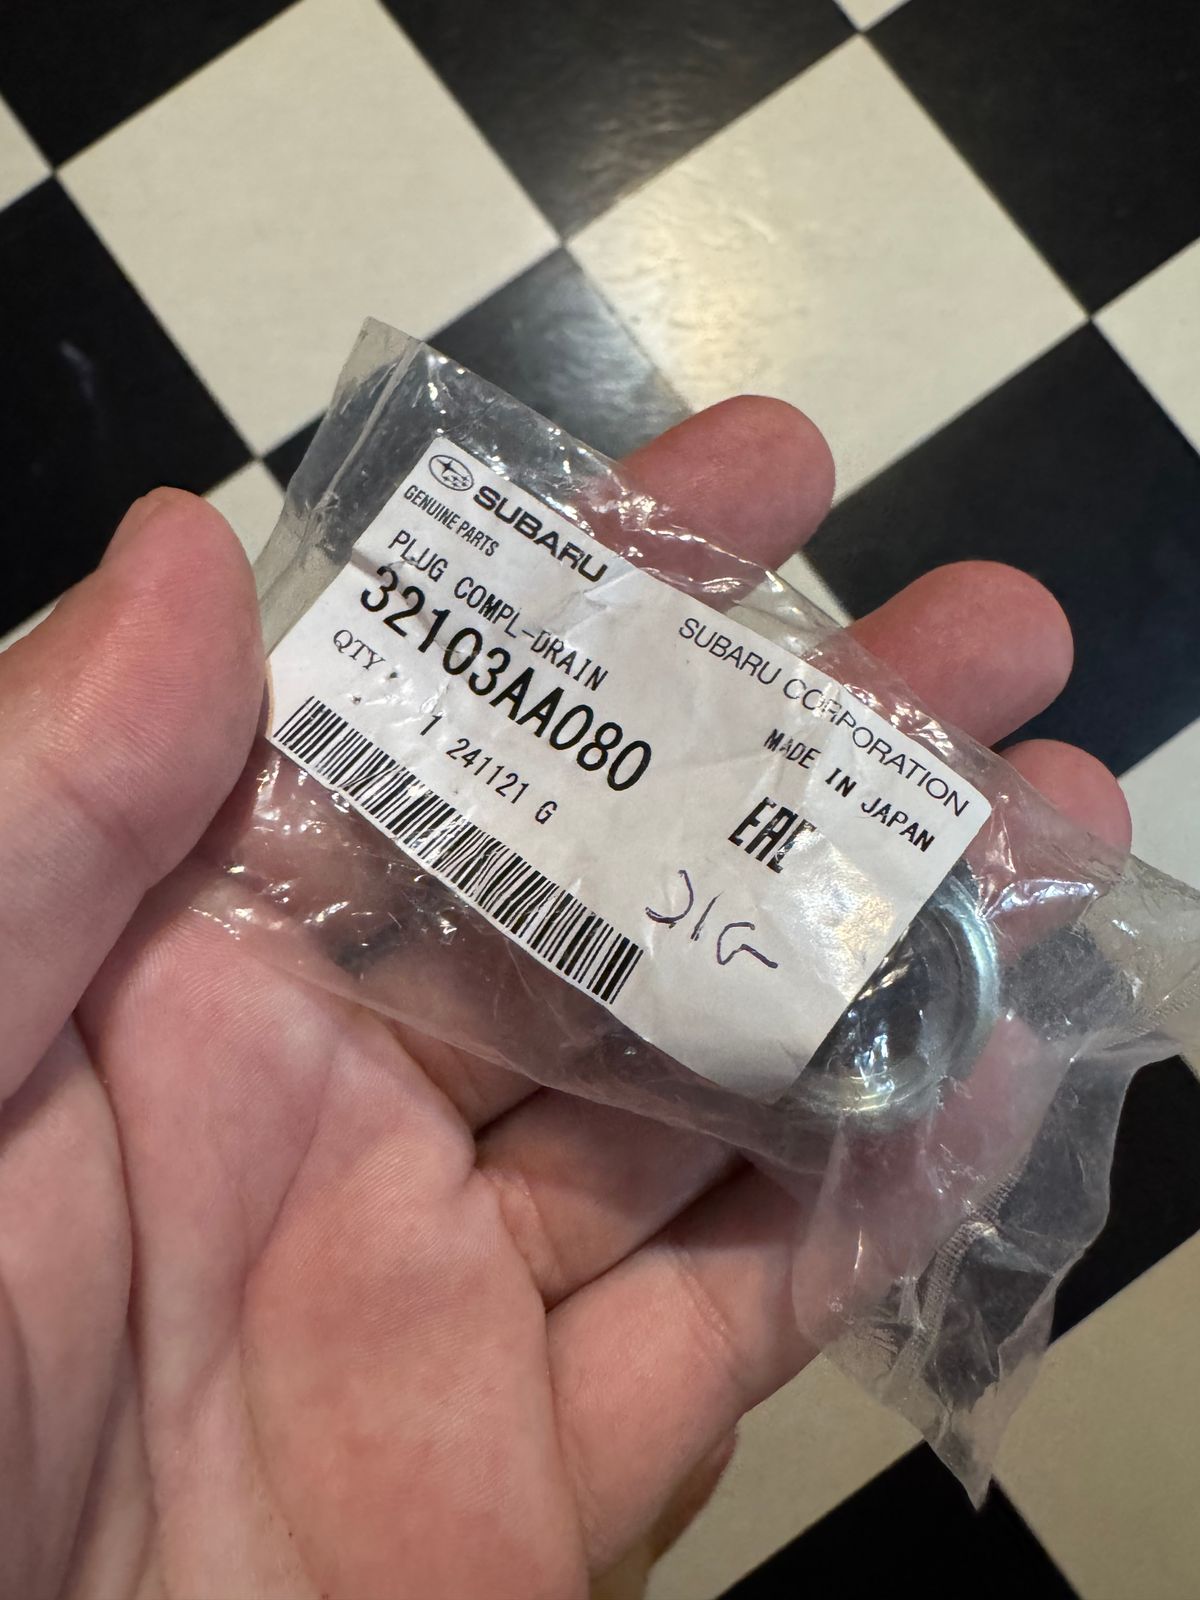 SUBARU
GENUINE PARTS
SUBARU CORPORATION
PLUG COMPL-DRAIN
32103AA080
MADE IN JAPAN
QTY : 1 241121 G
EAC